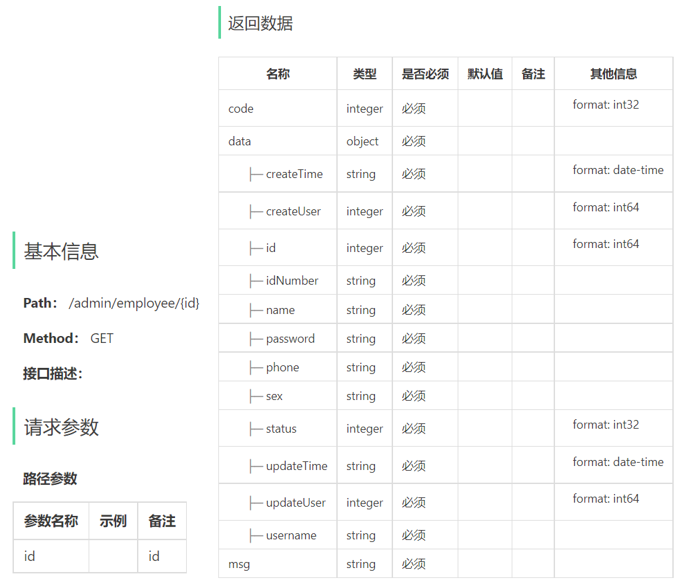 基本信息
Path： /admin/employee/{id}
Method： GET
接口描述：
请求参数
路径参数
参数名称 示例 备注
id id
返回数据
名称 类型 是否必须 默认值 备注 其他信息
code integer 必须 format: int32
data object 必须
├─ createTime string 必须 format: date-time
├─ createUser integer 必须 format: int64
├─ id integer 必须 format: int64
├─ idNumber string 必须
├─ name string 必须
├─ password string 必须
├─ phone string 必须
├─ sex string 必须
├─ status integer 必须 format: int32
├─ updateTime string 必须 format: date-time
├─ updateUser integer 必须 format: int64
├─ username string 必须
msg string 必须